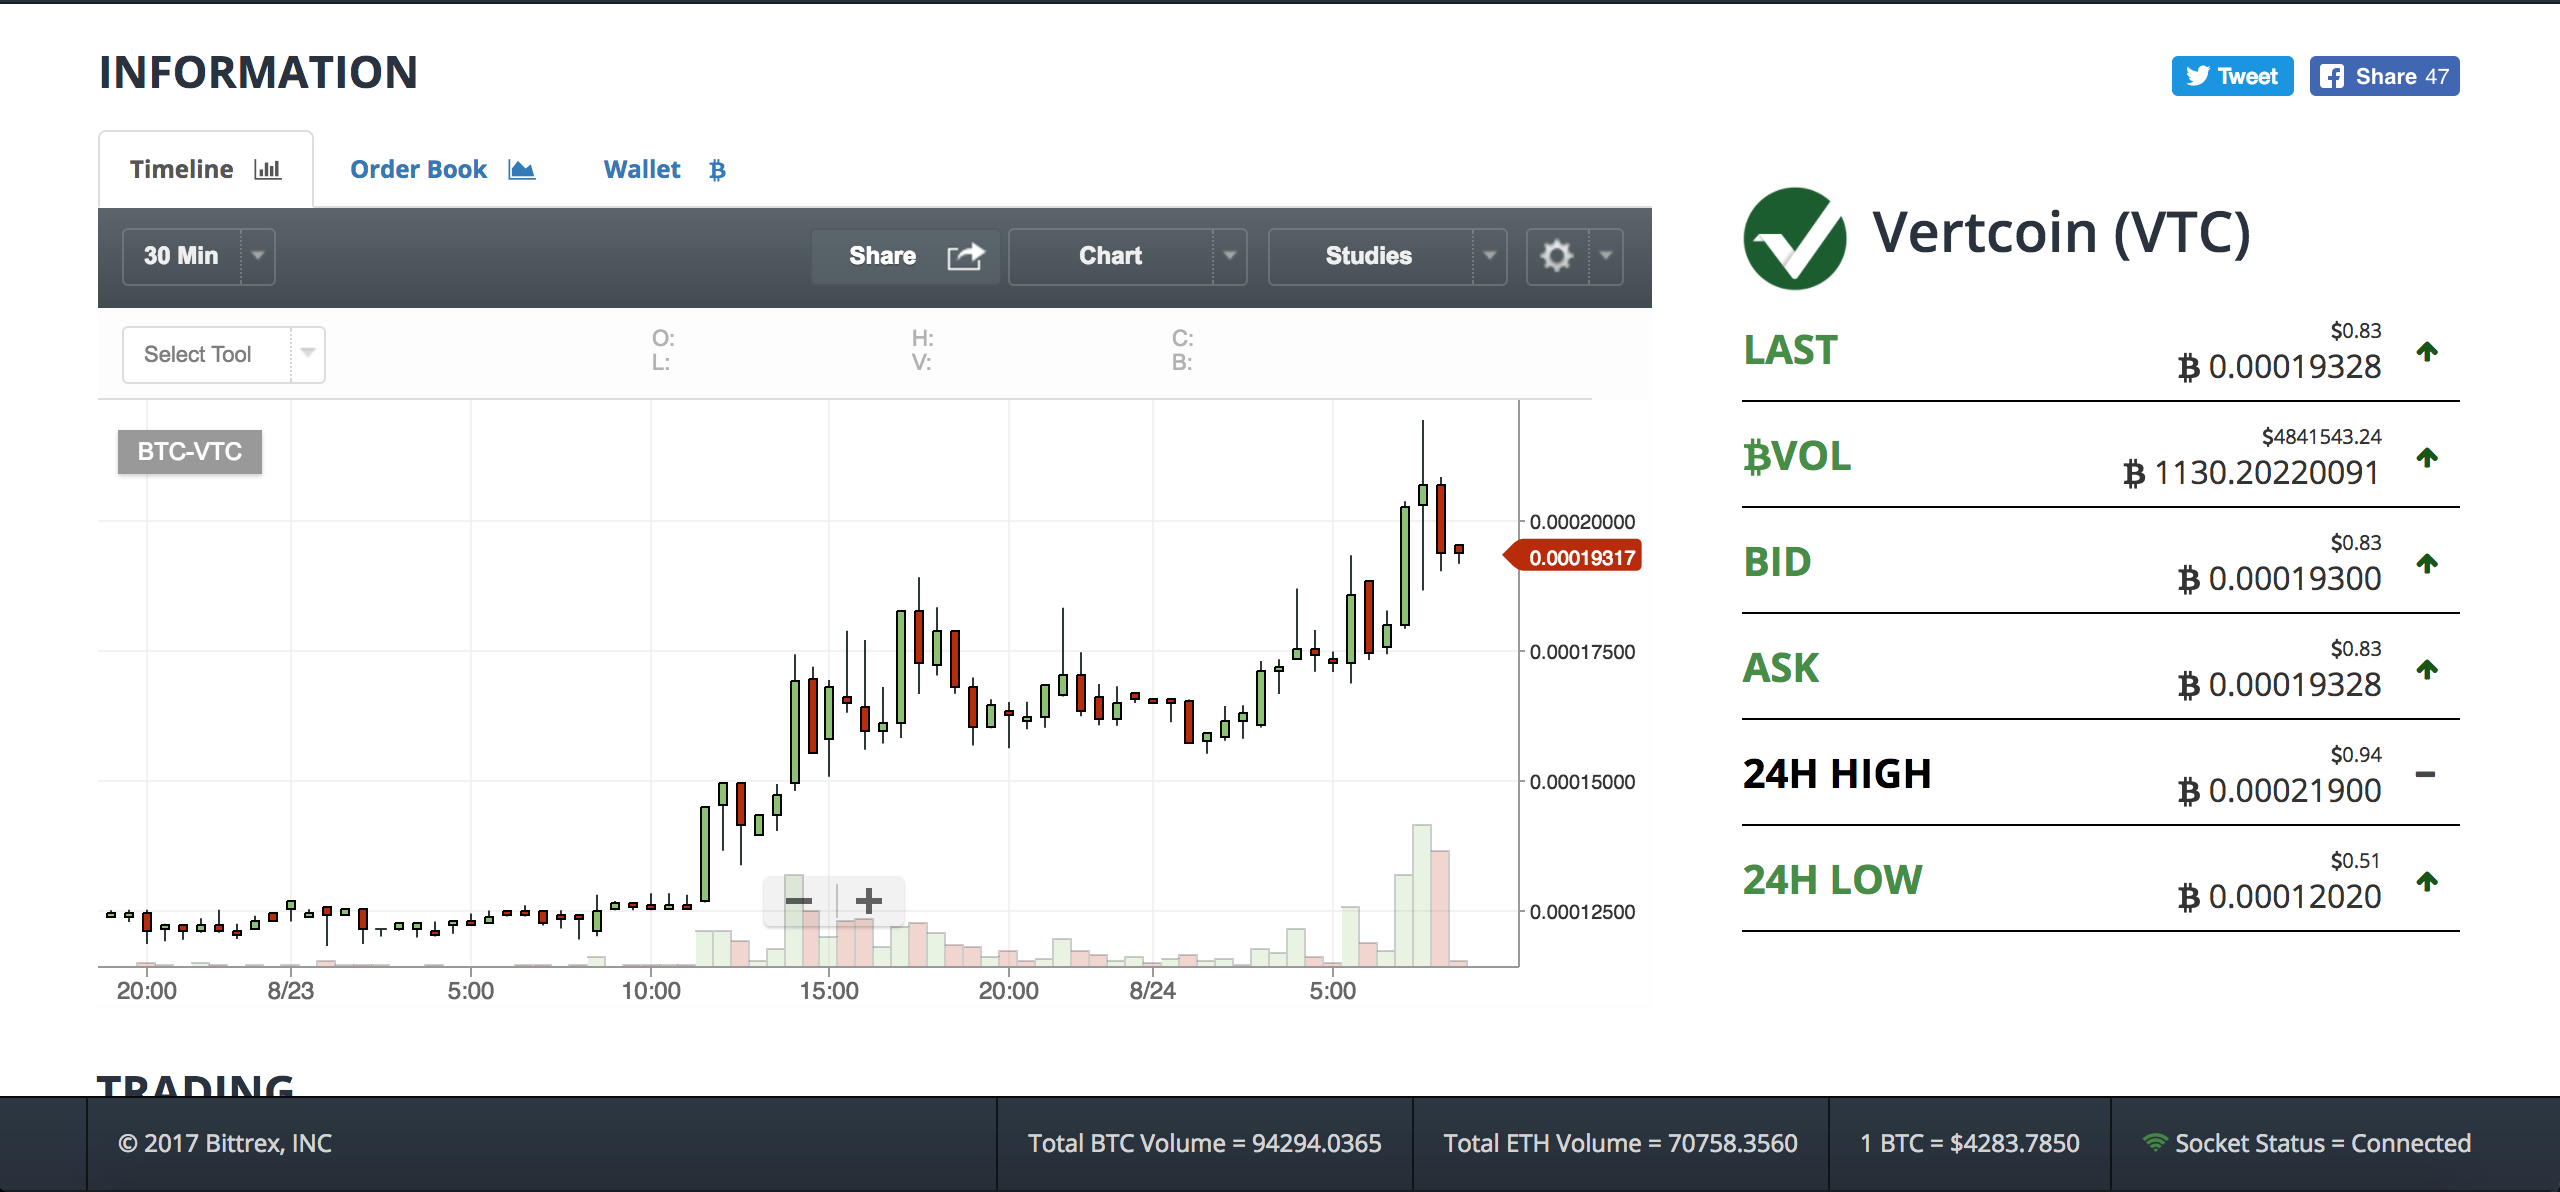 INFORMATION
Tweet
Share 47
Timeline
Order Book
Wallet
30 Min
Share
Chart
Studies
Select Tool
O:
H:
C:
L:
V:
B:
BTC-VTC
0.00020000
0.00019317
0.00017500
0.00015000
0.00012500
20:00
8/23
5:00
10:00
15:00
20:00
8/24
5:00
Vertcoin (VTC)
LAST
$0.83
₿ 0.00019328
₿VOL
$4841543.24
₿ 1130.20220091
BID
$0.83
₿ 0.00019300
ASK
$0.83
₿ 0.00019328
24H HIGH
$0.94
₿ 0.00021900
24H LOW
$0.51
₿ 0.00012020
TRADING
© 2017 Bittrex, INC
Total BTC Volume = 94294.0365
Total ETH Volume = 70758.3560
1 BTC = $4283.7850
Socket Status = Connected